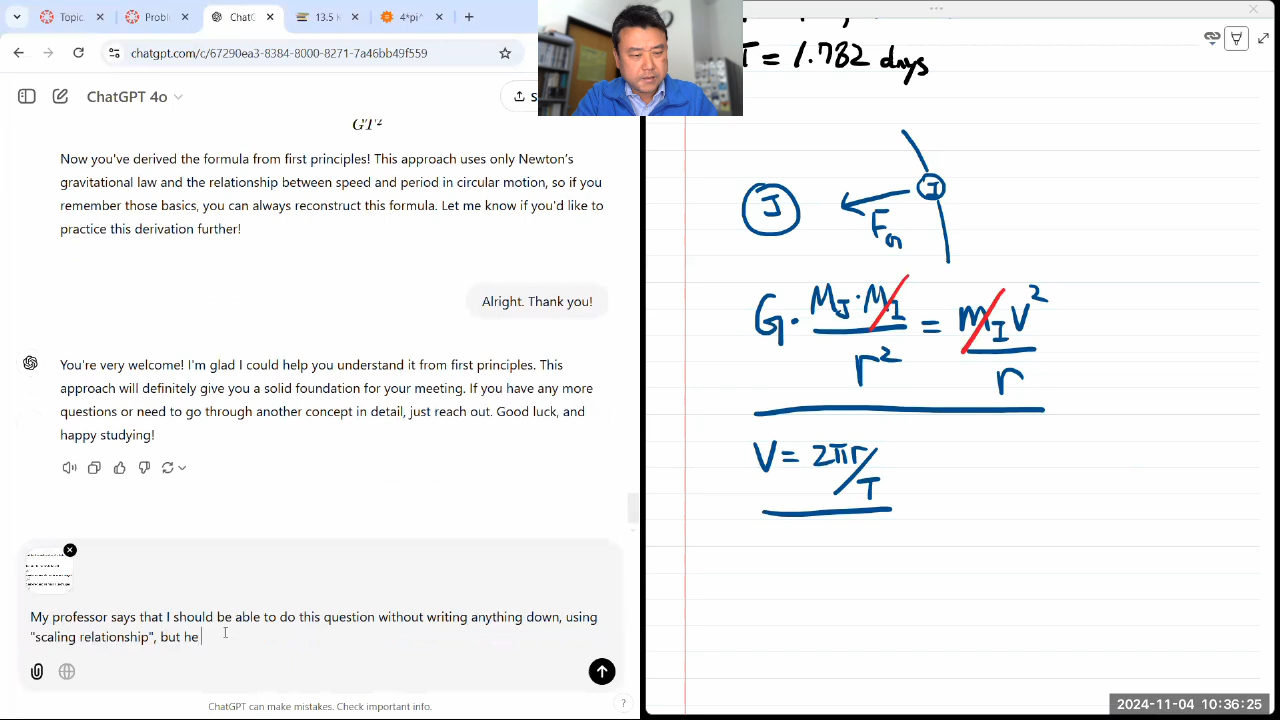 Topic
Probl
ChatG
13.5 k
4*pi^
chatgpt.com/c/67290ea3-8384-8000-8271-7a6bb49f559
ChatGPT 4o
S
GT²
Now you've derived the formula from first principles! This approach uses only Newton's
gravitational law and the relationship between speed and period in circular motion, so if you
remember those basics, you can always reconstruct this formula. Let me know if you'd like to
practice this derivation further!
Alright. Thank you!
You're very welcome! I'm glad I could help you understand it from first principles. This
approach will definitely give you a solid foundation for your meeting. If you have any more
questions or need to go through another concept in detail, just reach out. Good luck, and
happy studying!
My professor says that I should be able to do this question without writing anything down, using
"scaling relationship", but he
ChatGPT can make mistakes. Check important info.
?
T = 1.782 days
J
I
F_G
G · M_J · M_I / r² = m_I v² / r
V = 2πr/T
2024-11-04 10:36:25